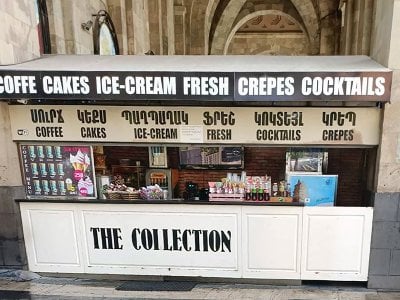 COFFE CAKES ICE-CREAM FRESH CREPES COCKTAILS
ՍՈՒՐՃ ԿԵՔՍ ՊԱՂՊԱՂԱԿ ՖՐԵՇ ԿՈԿՏԵՅԼ ԿՐԵՊ
COFFEE CAKES ICE-CREAM FRESH COCKTAILS CREPES
THE COLLECTION